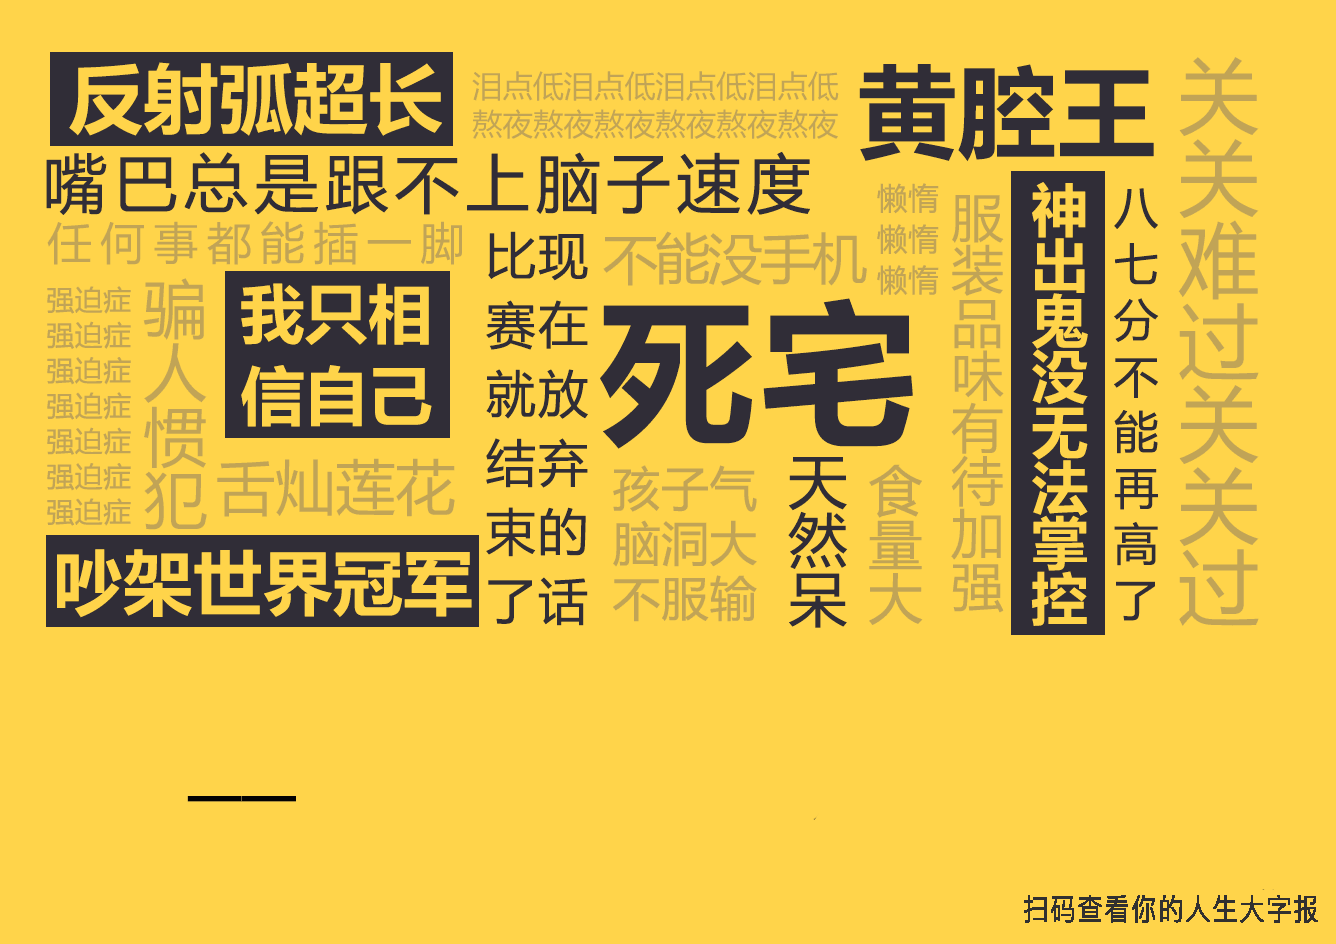 反射弧超长
泪点低泪点低泪点低泪点低
熬夜熬夜熬夜熬夜熬夜熬夜
黄腔王
关关难过关关过
嘴巴总是跟不上脑子速度
任何事都能插一脚
比现
赛在
就放
结弃
束的
了话
不能没手机
懒惰
懒惰
懒惰
服装品味有待加强
神出鬼没无法掌控
八七分不能再高了
强迫症
强迫症
强迫症
强迫症
强迫症
强迫症
强迫症
骗人惯犯
我只相
信自己
死宅
舌灿莲花
孩子气
脑洞大
不服输
天然呆
食量大
吵架世界冠军
——
扫码查看你的人生大字报